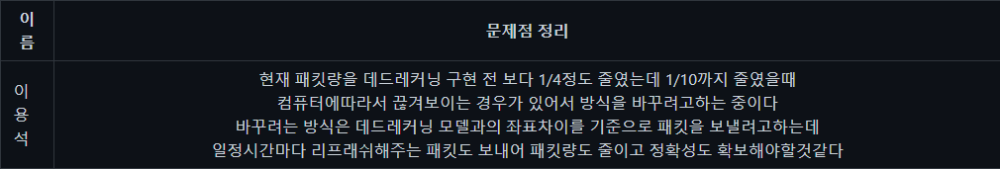 이름
문제점 정리
이용석
현재 패킷량을 데드레커닝 구현 전 보다 1/4정도 줄였는데 1/10까지 줄였을때
컴퓨터에따라서 끊겨보이는 경우가 있어서 방식을 바꾸려고하는 중이다
바꾸려는 방식은 데드레커닝 모델과의 좌표차이를 기준으로 패킷을 보낼려고하는데
일정시간마다 리프래쉬해주는 패킷도 보내어 패킷량도 줄이고 정확성도 확보해야할것같다